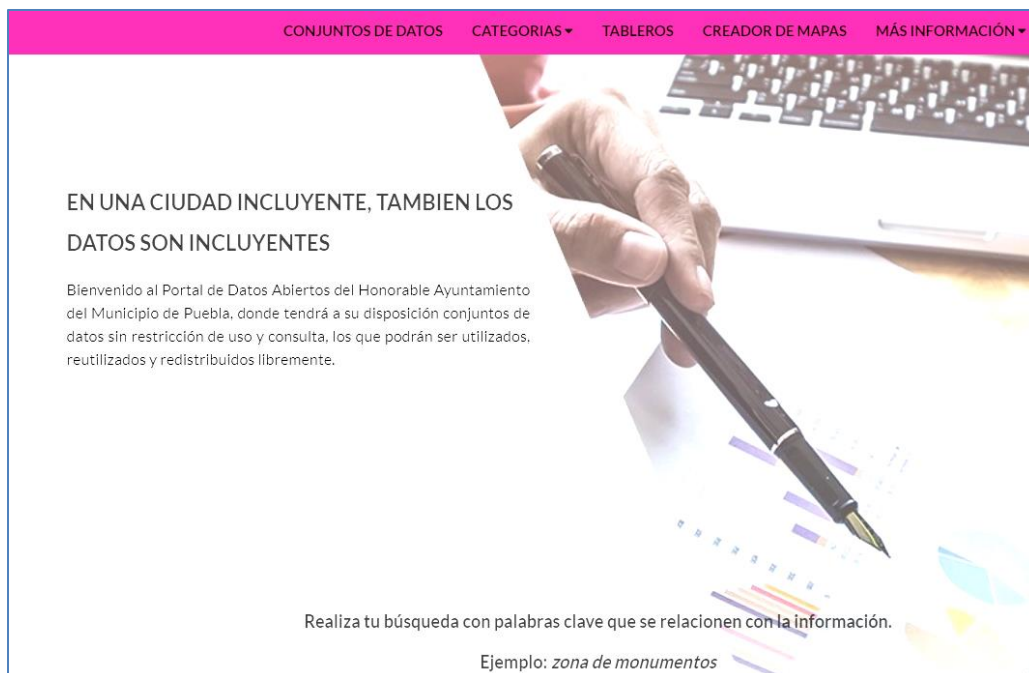 CONJUNTOS DE DATOS CATEGORIAS TABLEROS CREADOR DE MAPAS MÁS INFORMACIÓN
EN UNA CIUDAD INCLUYENTE, TAMBIEN LOS
DATOS SON INCLUYENTES
Bienvenido al Portal de Datos Abiertos del Honorable Ayuntamiento
del Municipio de Puebla, donde tendrá a su disposición conjuntos de
datos sin restricción de uso y consulta, los que podrán ser utilizados,
reutilizados y redistribuidos libremente.
Realiza tu búsqueda con palabras clave que se relacionen con la información.
Ejemplo: zona de monumentos